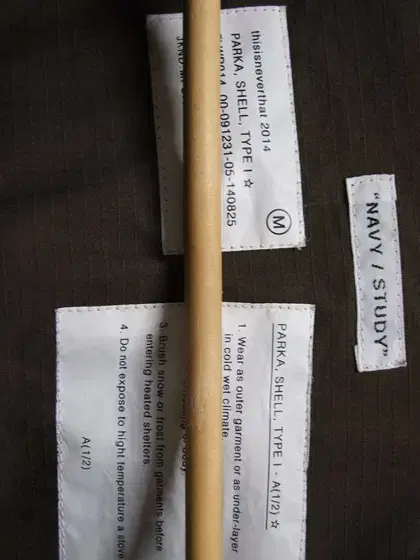 thisisneverthat 2014
PARKA, SHELL, TYPE I ☆
00-091231-05-140825
M
"NAVY / STUDY"
PARKA, SHELL, TYPE I - A(1/2) ☆
1. Wear as outer garment or as under-layer
in cold wet climate
body
3. Brush snow or frost from garments before
entering heated shelters
4. Do not expose to hight temperature a stove
A(1/2)